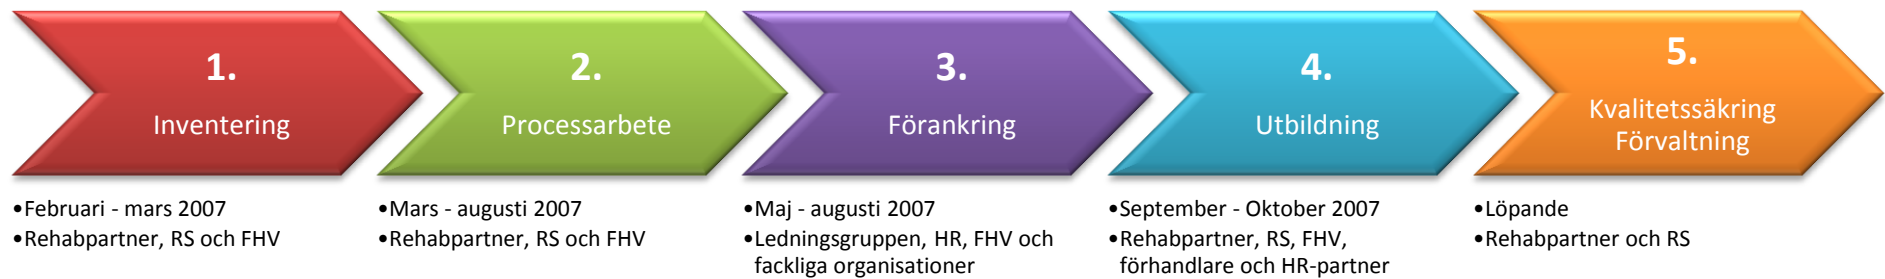 1.
Inventering
•Februari - mars 2007
•Rehabpartner, RS och FHV
2.
Processarbete
•Mars - augusti 2007
•Rehabpartner, RS och FHV
3.
Förankring
•Maj - augusti 2007
•Ledningsgruppen, HR, FHV och
fackliga organisationer
4.
Utbildning
•September - Oktober 2007
•Rehabpartner, RS, FHV,
förhandlare och HR-partner
5.
Kvalitetssäkring
Förvaltning
•Löpande
•Rehabpartner och RS